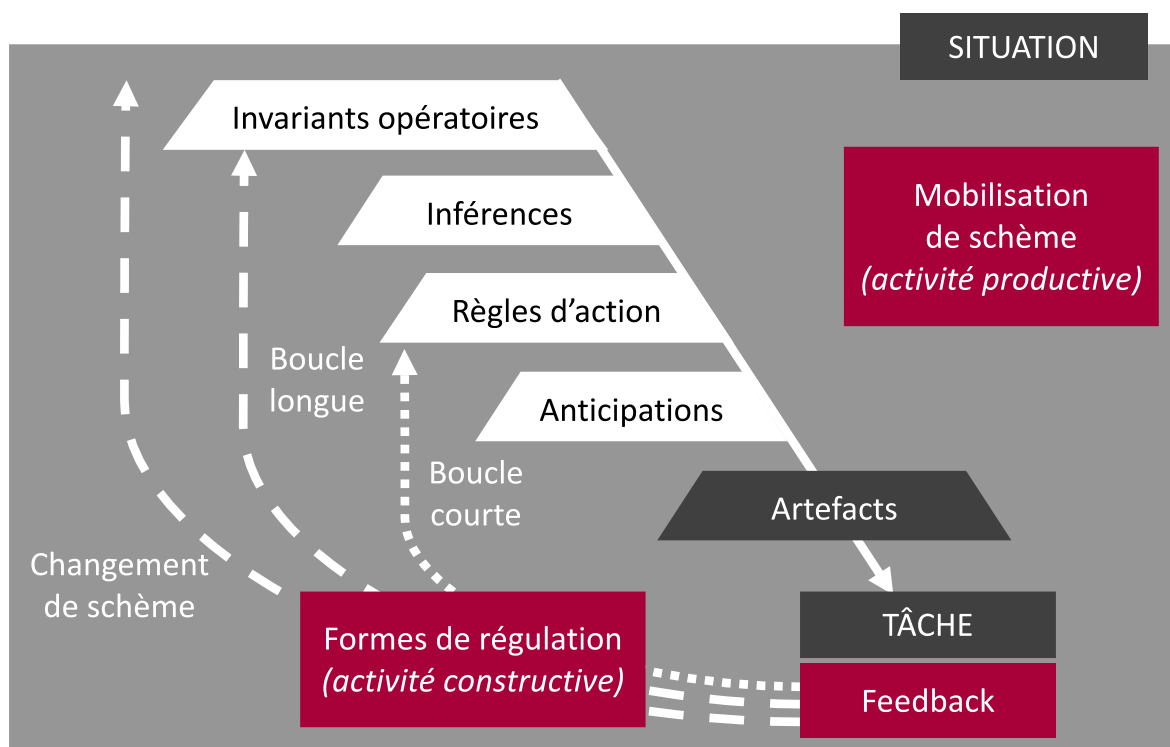 SITUATION
Invariants opératoires
Mobilisation
de schème
(activité productive)
Inférences
Règles d’action
Boucle
longue
Anticipations
Boucle
courte
Artefacts
Changement
de schème
Formes de régulation
(activité constructive)
TÂCHE
Feedback